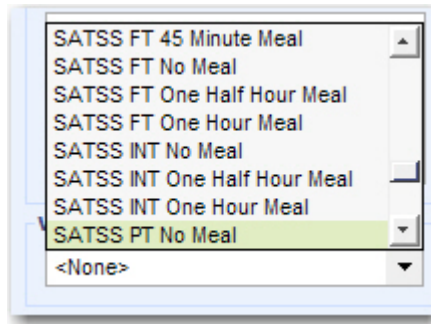 SATSS FT 45 Minute Meal
SATSS FT No Meal
SATSS FT One Half Hour Meal
SATSS FT One Hour Meal
SATSS INT No Meal
SATSS INT One Half Hour Meal
SATSS INT One Hour Meal
SATSS PT No Meal
<None>